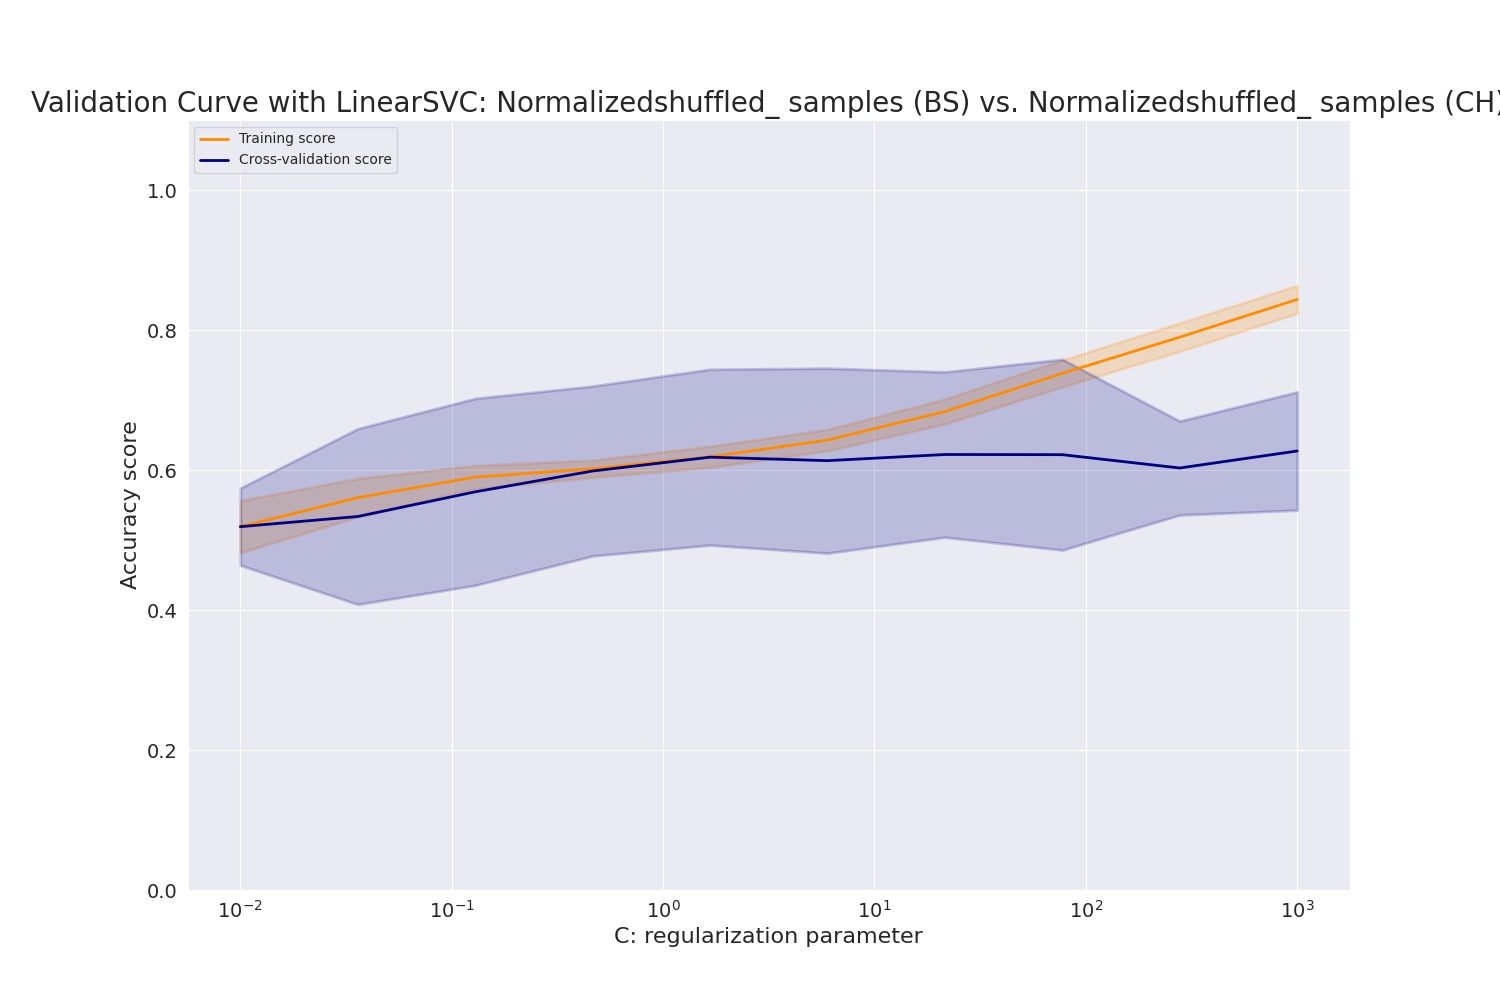 Validation Curve with LinearSVC: Normalizedshuffled_ samples (BS) vs. Normalizedshuffled_ samples (CH)
Training score
Cross-validation score
1.0
0.8
0.6
0.4
0.2
0.0
Accuracy score
10⁻² 10⁻¹ 10⁰ 10¹ 10² 10³
C: regularization parameter